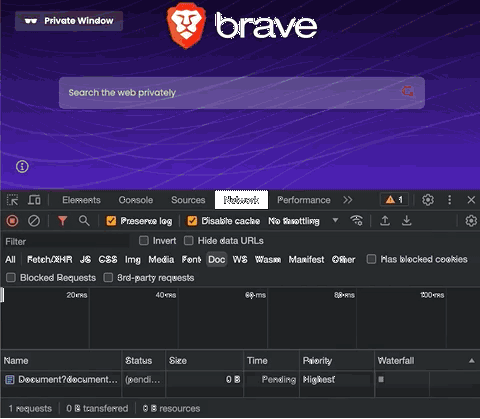 Private Window
brave
Search the web privately
Elements Console Sources Network Performance 1
Preserve log Disable cache No throttling
Filter Invert Hide data URLs
All Fetch/XHR JS CSS Img Media Font Doc WS Wasm Manifest Other Has blocked cookies
Blocked Requests 3rd-party requests
20 ms 40 ms 60 ms 80 ms 100 ms
Name Status Size Time Priority Waterfall
Document?document... (pendi... 0 B Pending Highest
1 requests 0 B transferred 0 B resources